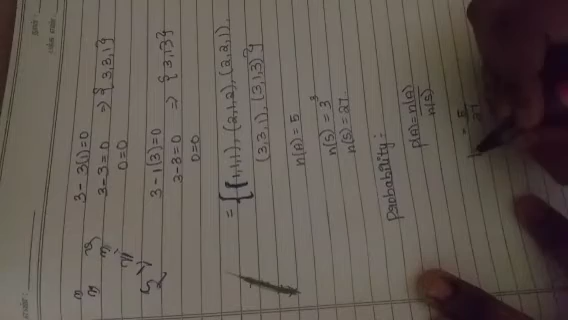 3-3(1)=0
3-3=0 => {3,3,1}
0=0
3-1(3)=0
3-3=0 => {3,1,3}
0=0
= {(1,1,1), (2,1,2), (2,2,1),
(3,3,1), (3,1,3)}
n(A) = 5
n(S) = 3³
n(S) = 27.
Probability:
P(A) = n(A)
n(S)
= 5
27